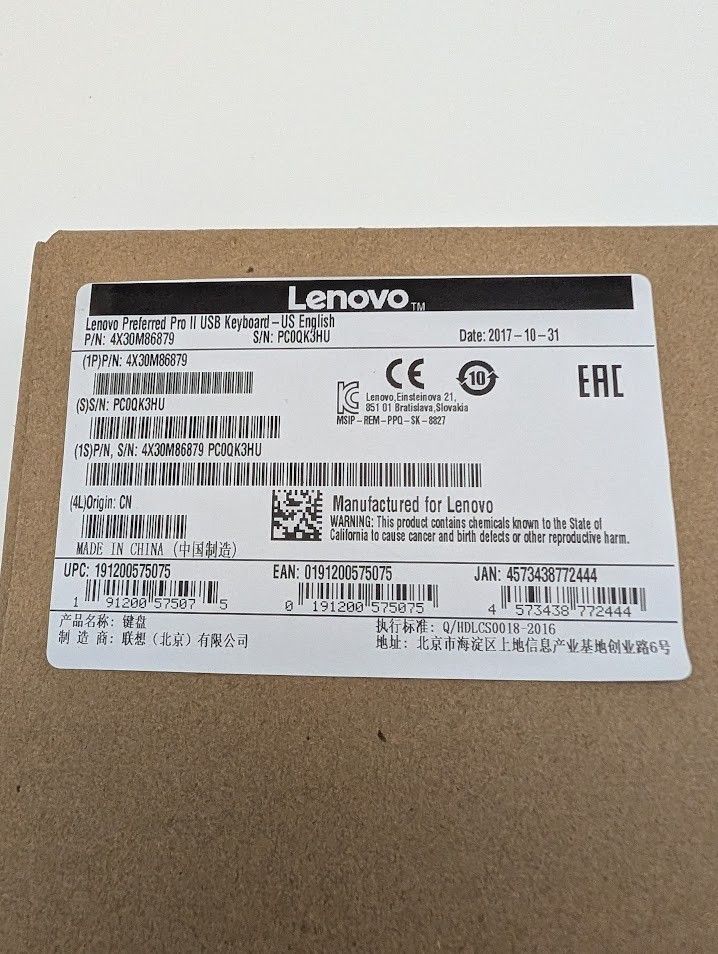 Lenovo™
Lenovo Preferred Pro II USB Keyboard – US English
P/N: 4X30M86879 S/N: PC0QK3HU Date: 2017-10-31
(1P)P/N: 4X30M86879
(S)S/N: PC0QK3HU
(1S)P/N, S/N: 4X30M86879 PC0QK3HU
CE 10 EAC
Lenovo,Einsteinova 21,
851 01 Bratislava,Slovakia
MSIP-REM-PPQ-SK-8827
(4L)Origin: CN
MADE IN CHINA (中国制造)
Manufactured for Lenovo
WARNING: This product contains chemicals known to the State of
California to cause cancer and birth defects or other reproductive harm.
UPC: 191200575075 EAN: 0191200575075 JAN: 4573438772444
1 91200 57507 5 0 191200 575075 4 573438 772444
产品名称: 键盘 执行标准: Q/HDLCS0018-2016
制 造 商: 联想（北京）有限公司 地址: 北京市海淀区上地信息产业基地创业路6号